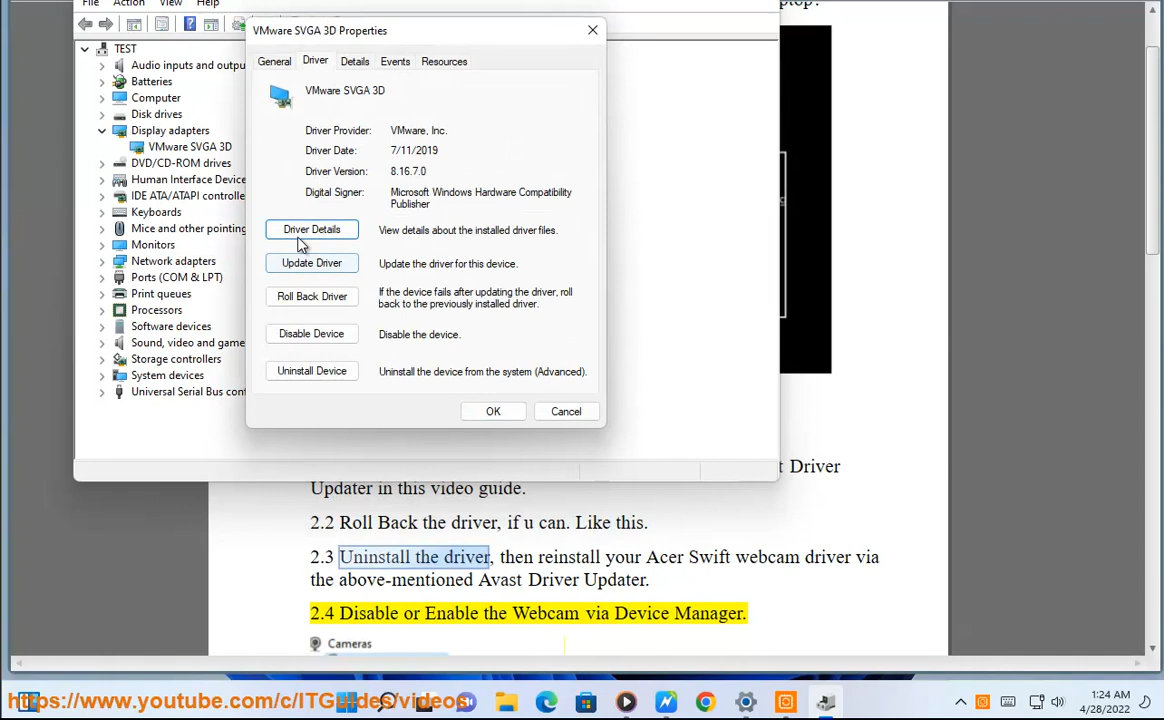 Action View Help
VMware SVGA 3D Properties
TEST
Audio inputs and outpu
Batteries
Computer
Disk drives
Display adapters
VMware SVGA 3D
DVD/CD-ROM drives
Human Interface Device
IDE ATA/ATAPI controlle
Keyboards
Mice and other pointing
Monitors
Network adapters
Ports (COM & LPT)
Print queues
Processors
Software devices
Sound, video and game
Storage controllers
System devices
Universal Serial Bus con
General Driver Details Events Resources
VMware SVGA 3D
Driver Provider: VMware, Inc.
Driver Date: 7/11/2019
Driver Version: 8.16.7.0
Digital Signer: Microsoft Windows Hardware Compatibility
Publisher
Driver Details View details about the installed driver files.
Update Driver Update the driver for this device.
Roll Back Driver If the device fails after updating the driver, roll
back to the previously installed driver.
Disable Device Disable the device.
Uninstall Device Uninstall the device from the system (Advanced).
OK Cancel
t Driver
Updater in this video guide.
2.2 Roll Back the driver, if u can. Like this.
2.3 Uninstall the driver, then reinstall your Acer Swift webcam driver via
the above-mentioned Avast Driver Updater.
2.4 Disable or Enable the Webcam via Device Manager.
Cameras
https://www.youtube.com/c/ITGuides/videos
1:24 AM
4/28/2022